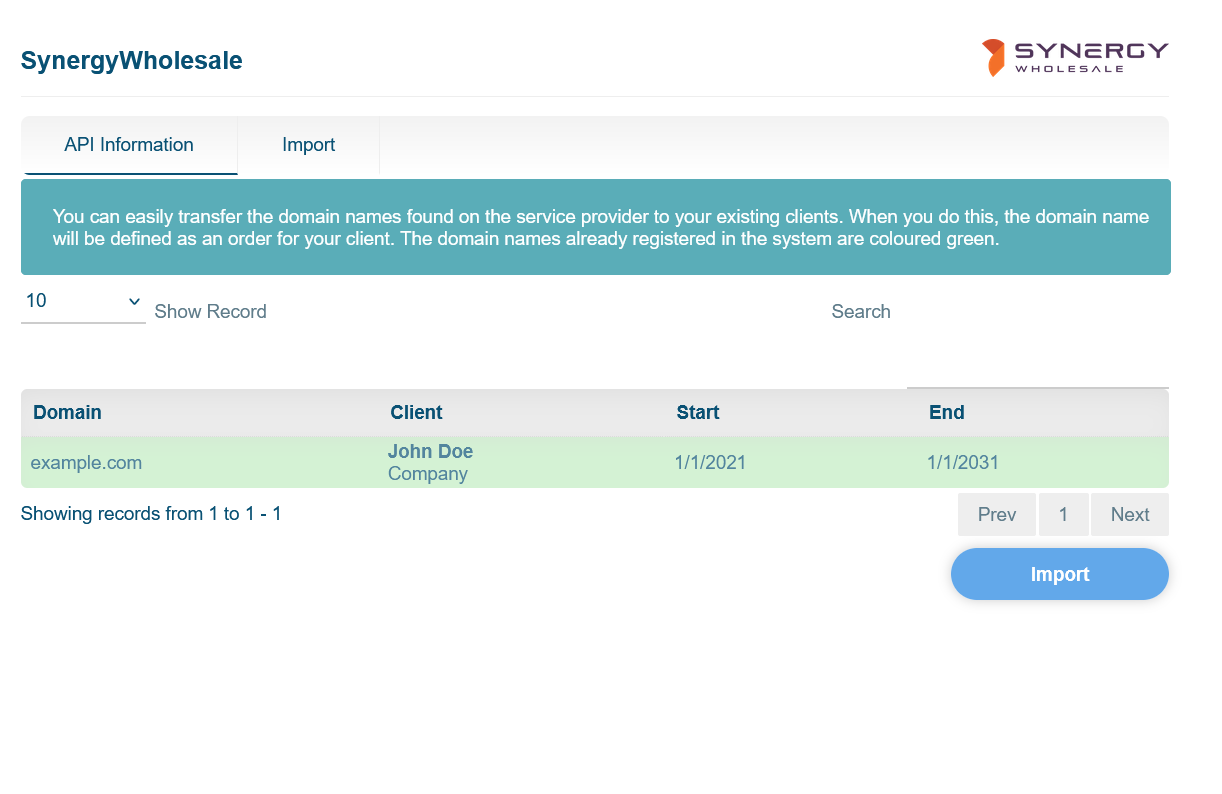 SynergyWholesale
SYNERGY
WHOLESALE
API Information
Import
You can easily transfer the domain names found on the service provider to your existing clients. When you do this, the domain name
will be defined as an order for your client. The domain names already registered in the system are coloured green.
10
Show Record
Search
Domain
Client
Start
End
example.com
John Doe
Company
1/1/2021
1/1/2031
Showing records from 1 to 1 - 1
Prev
1
Next
Import